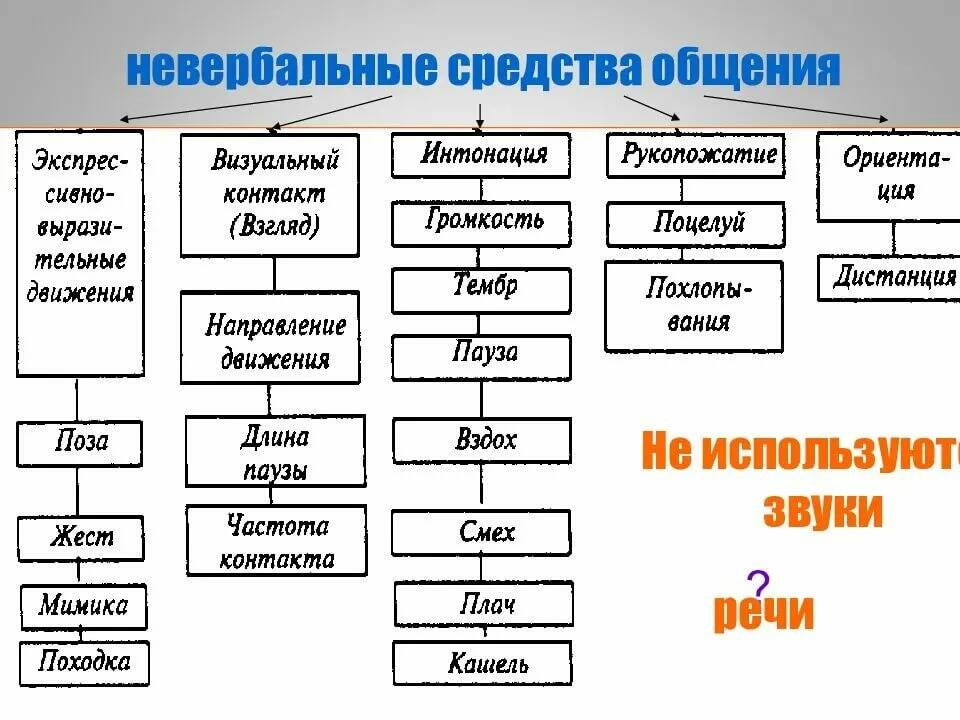 невербальные средства общения
Экспрес-
сивно-
вырази-
тельные
движения
Поза
Жест
Мимика
Походка
Визуальный
контакт
(Взгляд)
Направление
движения
Длина
паузы
Частота
контакта
Интонация
Громкость
Тембр
Пауза
Вздох
Смех
Плач
Кашель
Рукопожатие
Поцелуй
Похлопы-
вания
Ориента-
ция
Дистанция
Не используютс
звуки
?
речи